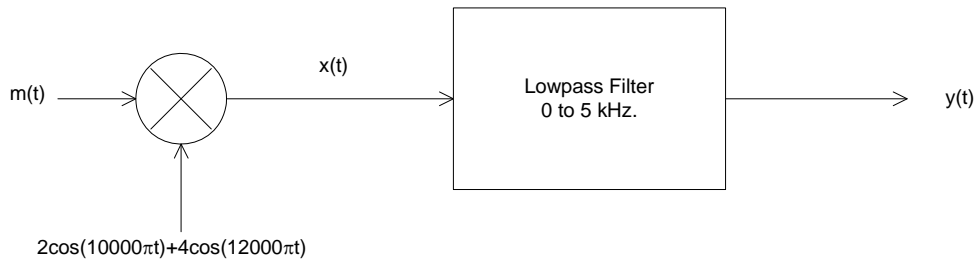 x(t)
m(t)
Lowpass Filter
0 to 5 kHz.
y(t)
2cos(10000πt)+4cos(12000πt)